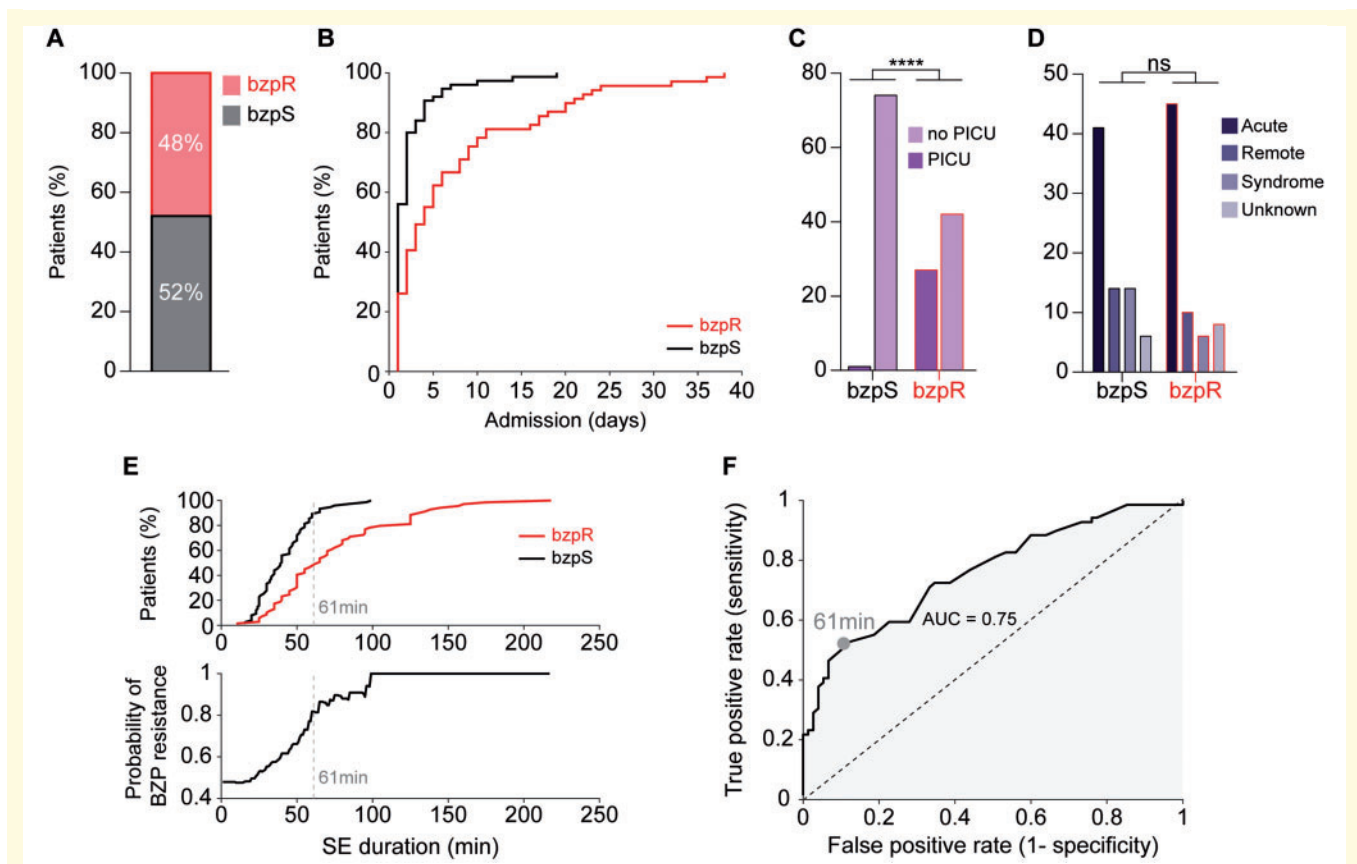 A
Patients (%)
100
80
60
40
20
0
48%
52%
bzpR
bzpS
B
Patients (%)
100
80
60
40
20
0
0 5 10 15 20 25 30 35 40
Admission (days)
bzpR
bzpS
C
80
60
40
20
0
****
no PICU
PICU
bzpS bzpR
D
50
40
30
20
10
0
ns
Acute
Remote
Syndrome
Unknown
bzpS bzpR
E
Patients (%)
100
80
60
40
20
0
0 50 100 150 200 250
bzpR
bzpS
61min
Probability of
BZP resistance
1
0.8
0.6
0.4
61min
0 50 100 150 200 250
SE duration (min)
F
True positive rate (sensitivity)
1
0.8
0.6
0.4
0.2
0
61min
AUC = 0.75
0 0.2 0.4 0.6 0.8 1
False positive rate (1- specificity)